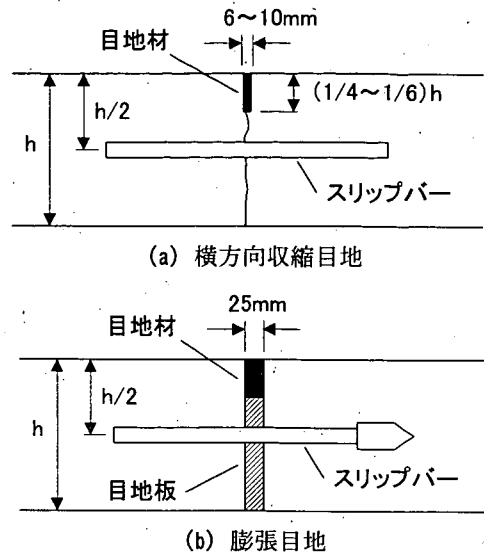 6～10mm
目地材
(1/4～1/6)h
h/2
h
スリップバー
(a) 横方向収縮目地
25mm
目地材
h/2
h
目地板
スリップバー
(b) 膨張目地